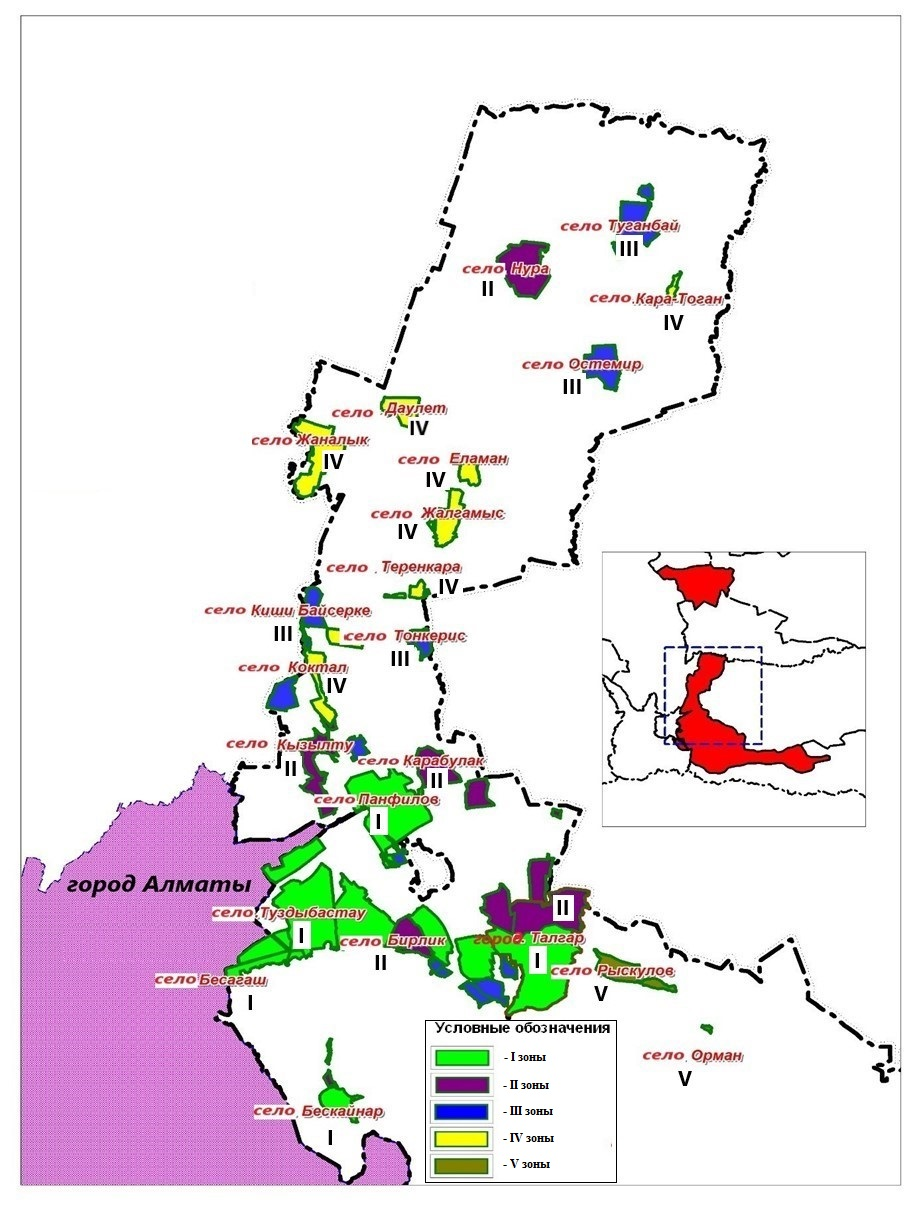 село Туганбай
III
село Нура
II
село Кара-Тоган
IV
село Остемир
III
село Даулет
IV
село Жаналык
IV
село Еламан
IV
село Жалгамыс
IV
село Теренкара
IV
село Киши Байсерке
III
село Тонкерис
III
село Коктал
IV
село Кызылту
II
село Карабулак
II
село Панфилов
I
город Алматы
II
село Туздыбастау
I
село Бирлик
II
город Талгар
I
село Рыскулов
V
село Бесагаш
I
село Орман
V
село Бескайнар
I
Условные обозначения
- I зоны
- II зоны
- III зоны
- IV зоны
- V зоны